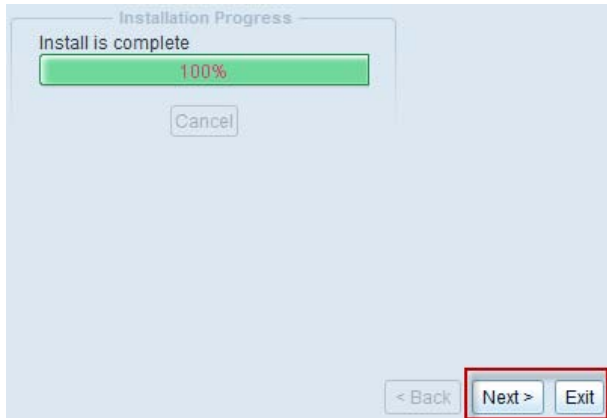 Installation Progress
Install is complete
100%
Cancel
< Back Next > Exit